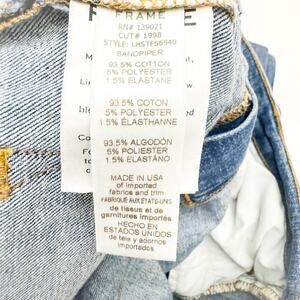 FRAME
RN# 139021
CUT# 1998
STYLE: LHSTFS6540
SANDPIPER
93.5% COTTON
5% POLYESTER
1.5% ELASTANE
93.5% COTON
5% POLYESTER
1.5% ÉLASTHANNE
93.5% ALGODÓN
5% POLIESTER
1.5% ELASTANO
MADE IN USA
of imported
fabrics and trim
FABRIQUÉ AUX ÉTATS-UNIS
de tissus et de
garnitures importés
HECHO EN
ESTADOS UNIDOS
de tela y adornos
importados